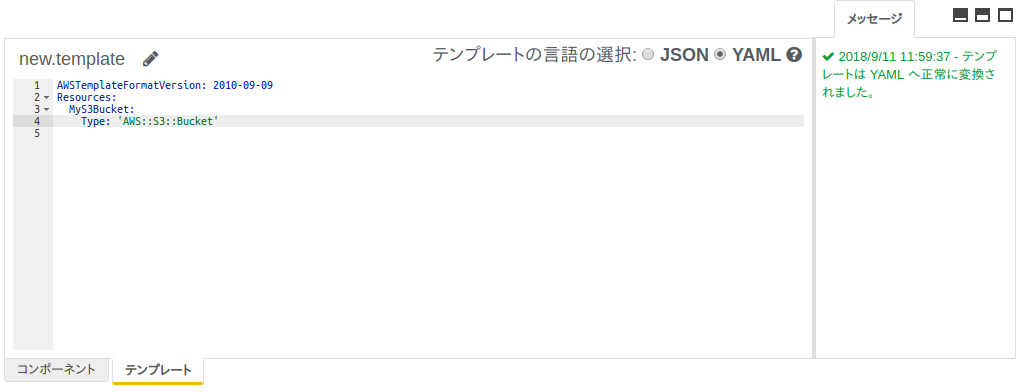 メッセージ
new.template
テンプレートの言語の選択: JSON YAML
2018/9/11 11:59:37 - テンプ
レートは YAML へ正常に変換さ
れました。
1 AWSTemplateFormatVersion: 2010-09-09
2 Resources:
3 MyS3Bucket:
4 Type: 'AWS::S3::Bucket'
5
コンポーネント
テンプレート